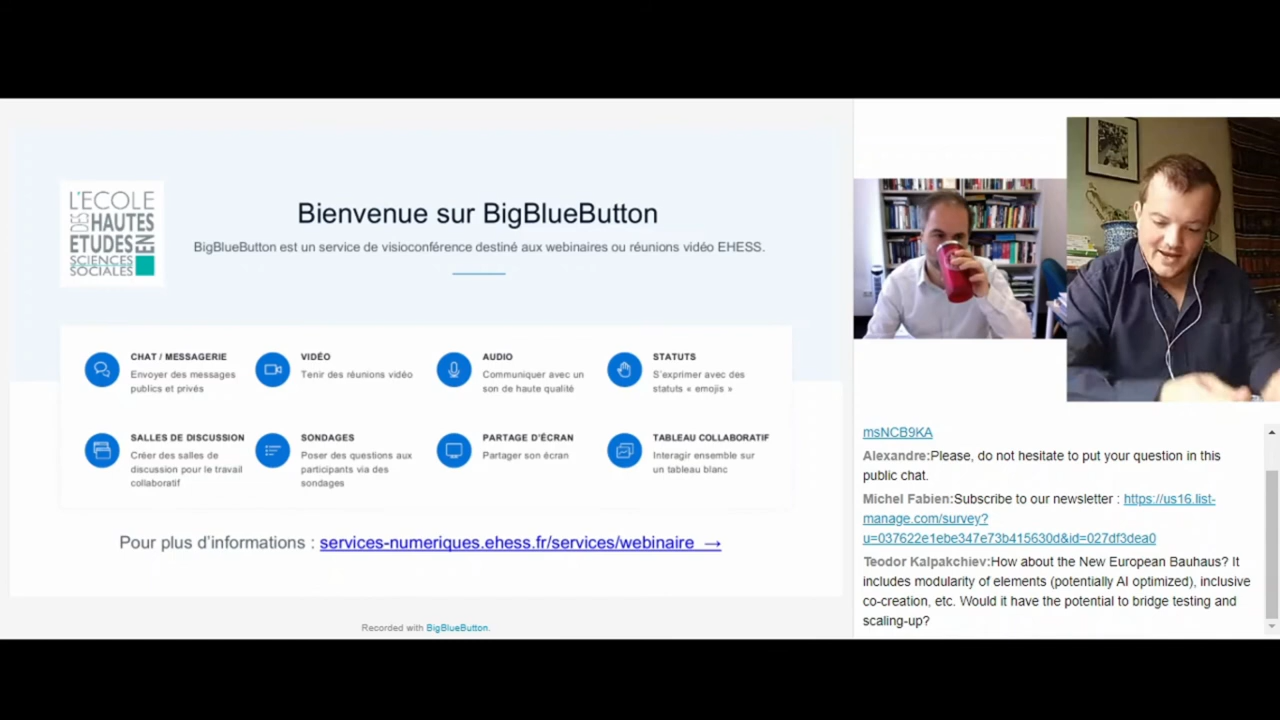 L'ECOLE
DES HAUTES
ETUDES EN
SCIENCES
SOCIALES
Bienvenue sur BigBlueButton
BigBlueButton est un service de visioconférence destiné aux webinaires ou réunions vidéo EHESS.
CHAT / MESSAGERIE
Envoyer des messages
publics et privés
VIDÉO
Tenir des réunions vidéo
AUDIO
Communiquer avec un
son de haute qualité
STATUTS
S'exprimer avec des
statuts « emojis »
SALLES DE DISCUSSION
Créer des salles de
discussion pour le travail
collaboratif
SONDAGES
Poser des questions aux
participants via des
sondages
PARTAGE D'ÉCRAN
Partager son écran
TABLEAU COLLABORATIF
Interagir ensemble sur
un tableau blanc
Pour plus d'informations : services-numeriques.ehess.fr/services/webinaire →
Recorded with BigBlueButton.
msNCB9KA
Alexandre:Please, do not hesitate to put your question in this
public chat.
Michel Fabien:Subscribe to our newsletter : https://us16.list-
manage.com/survey?
u=037622e1ebe347e73b415630d&id=027df3dea0
Teodor Kalpakchiev:How about the New European Bauhaus? It
includes modularity of elements (potentially AI optimized), inclusive
co-creation, etc. Would it have the potential to bridge testing and
scaling-up?